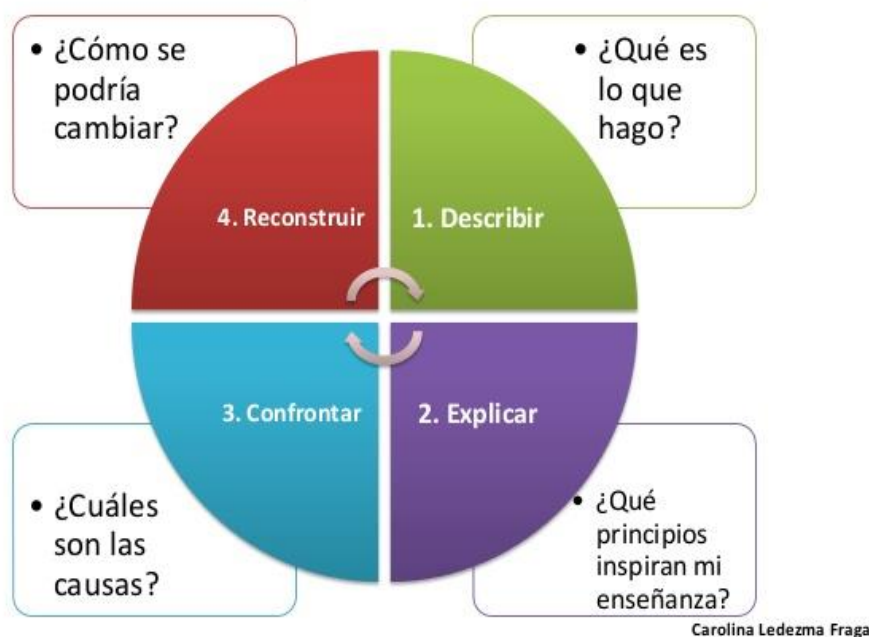 • ¿Cómo se
podría
cambiar?
• ¿Qué es
lo que
hago?
4. Reconstruir
1. Describir
3. Confrontar
2. Explicar
• ¿Cuáles
son las
causas?
• ¿Qué
principios
inspiran mi
enseñanza?
Carolina Ledezma Fraga